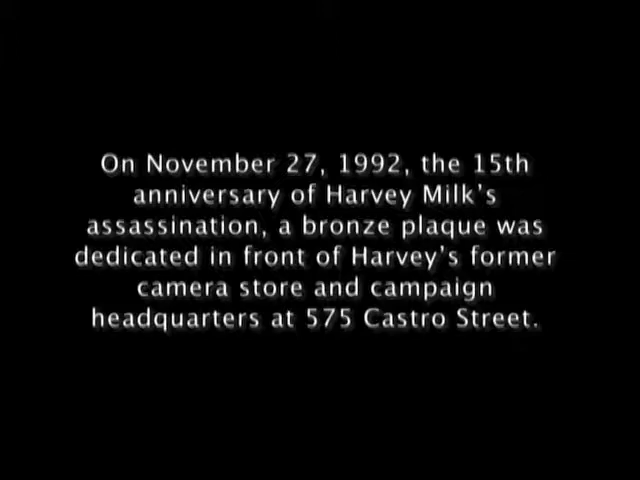 On November 27, 1992, the 15th
anniversary of Harvey Milk's
assassination, a bronze plaque was
dedicated in front of Harvey's former
camera store and campaign
headquarters at 575 Castro Street.